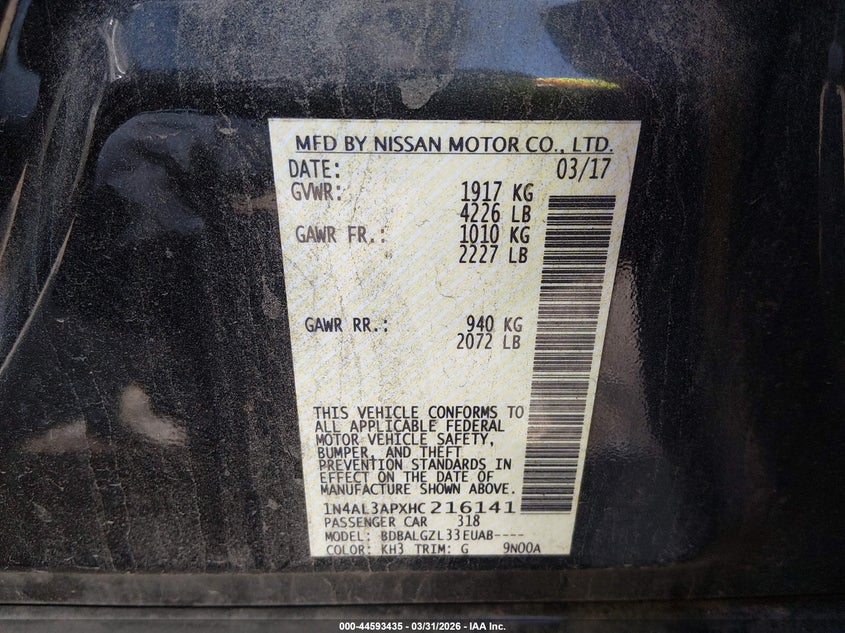 MFD BY NISSAN MOTOR CO., LTD.
DATE: 03/17
GVWR: 1917 KG
4226 LB
GAWR FR.: 1010 KG
2227 LB
GAWR RR.: 940 KG
2072 LB
THIS VEHICLE CONFORMS TO
ALL APPLICABLE FEDERAL
MOTOR VEHICLE SAFETY,
BUMPER, AND THEFT
PREVENTION STANDARDS IN
EFFECT ON THE DATE OF
MANUFACTURE SHOWN ABOVE.
1N4AL3APXHC216141
PASSENGER CAR 318
MODEL: BDBALGZL33EUAB----
COLOR: KH3 TRIM: G 9N00A
000-44593435 - 03/31/2026 - IAA Inc.